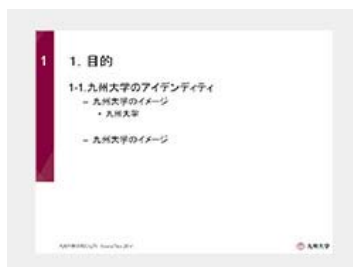 1
1. 目的
1-1.九州大学のアイデンディティ
– 九州大学のイメージ
• 九州大学
– 九州大学のイメージ
九州大学